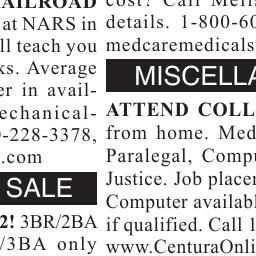 AILROAD
at NARS in
ll teach you
ks. Average
er in avail-
echanical-
-228-3378,
.com
SALE
2! 3BR/2BA
/3BA only
cost? Call
details. 1-800-60
medcaremedicals
MISCELLA
ATTEND COLL
from home. Med
Paralegal, Compu
Justice. Job place
Computer availabl
if qualified. Call 1
www.CenturaOnli